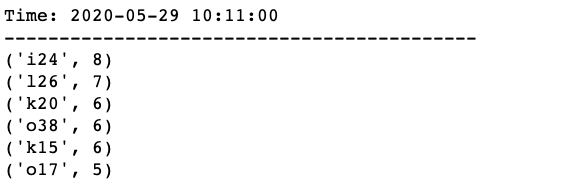 Time: 2020-05-29 10:11:00
-------------------------------------------
('i24', 8)
('l26', 7)
('k20', 6)
('o38', 6)
('k15', 6)
('o17', 5)